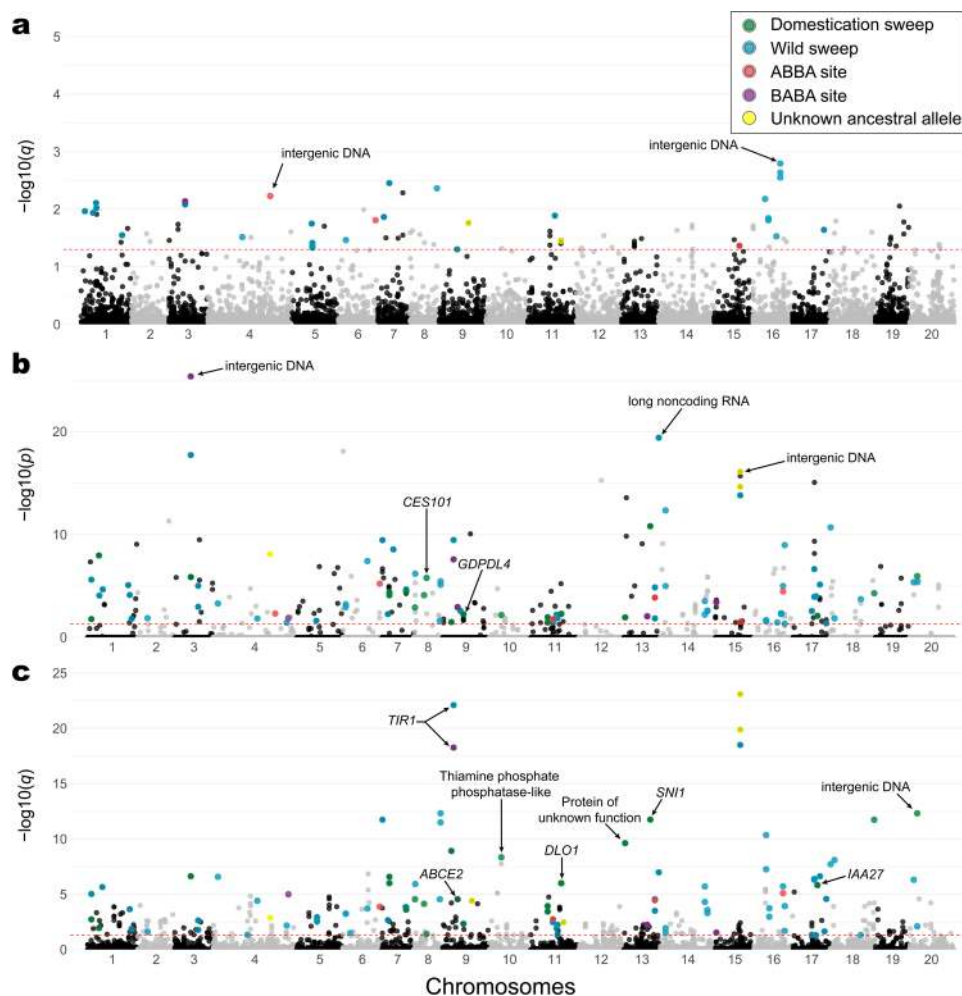 a
Domestication sweep
Wild sweep
ABBA site
BABA site
Unknown ancestral allele
5
4
3
2
1
0
−log10(q)
intergenic DNA
intergenic DNA
1 2 3 4 5 6 7 8 9 10 11 12 13 14 15 16 17 18 19 20
b
20
10
0
−log10(p)
intergenic DNA
long noncoding RNA
intergenic DNA
CES101
GDPDL4
1 2 3 4 5 6 7 8 9 10 11 12 13 14 15 16 17 18 19 20
c
25
20
15
10
5
0
−log10(q)
TIR1
Thiamine phosphate
phosphatase-like
Protein of
unknown function
SNI1
intergenic DNA
ABCE2
DLO1
IAA27
1 2 3 4 5 6 7 8 9 10 11 12 13 14 15 16 17 18 19 20
Chromosomes